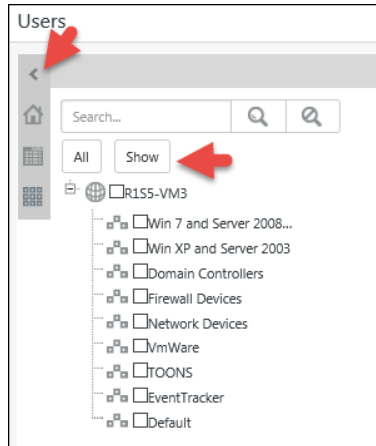 Users
Search...
All Show
R1S5-VM3
Win 7 and Server 2008...
Win XP and Server 2003
Domain Controllers
Firewall Devices
Network Devices
VmWare
TOONS
EventTracker
Default